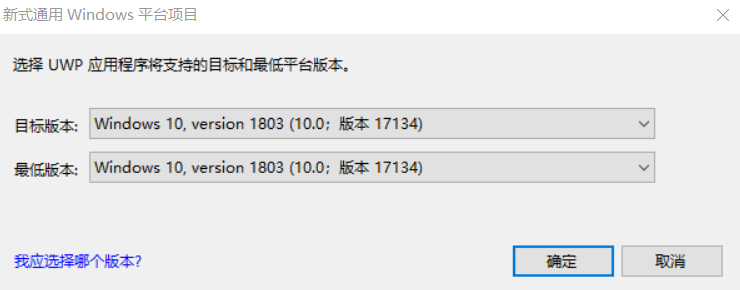 新式通用 Windows 平台项目
选择 UWP 应用程序将支持的目标和最低平台版本。
目标版本: Windows 10, version 1803 (10.0；版本 17134)
最低版本: Windows 10, version 1803 (10.0；版本 17134)
我应选择哪个版本? 确定 取消